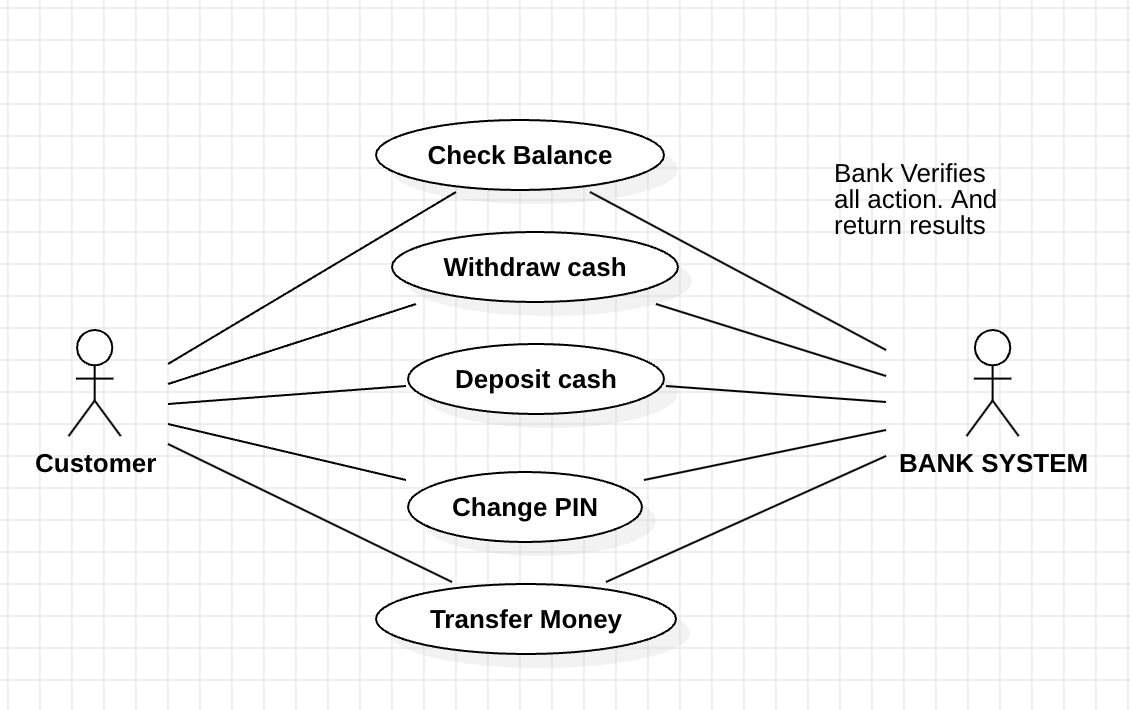 Check Balance
Bank Verifies
all action. And
return results
Withdraw cash
Deposit cash
Customer
BANK SYSTEM
Change PIN
Transfer Money